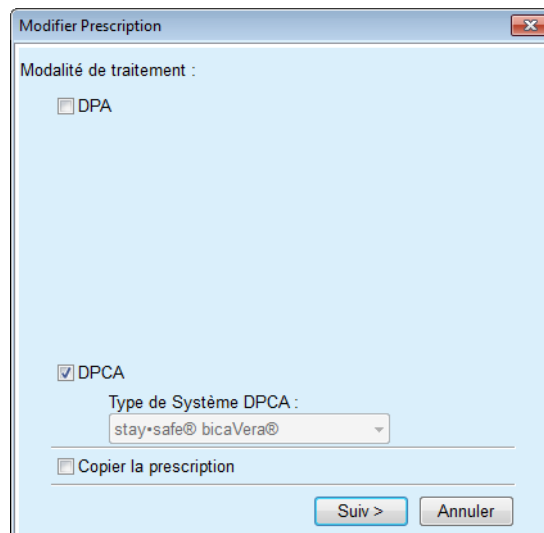 Modifier Prescription
Modalité de traitement :
DPA
DPCA
Type de Système DPCA :
stay•safe® bicaVera®
Copier la prescription
Suiv >
Annuler